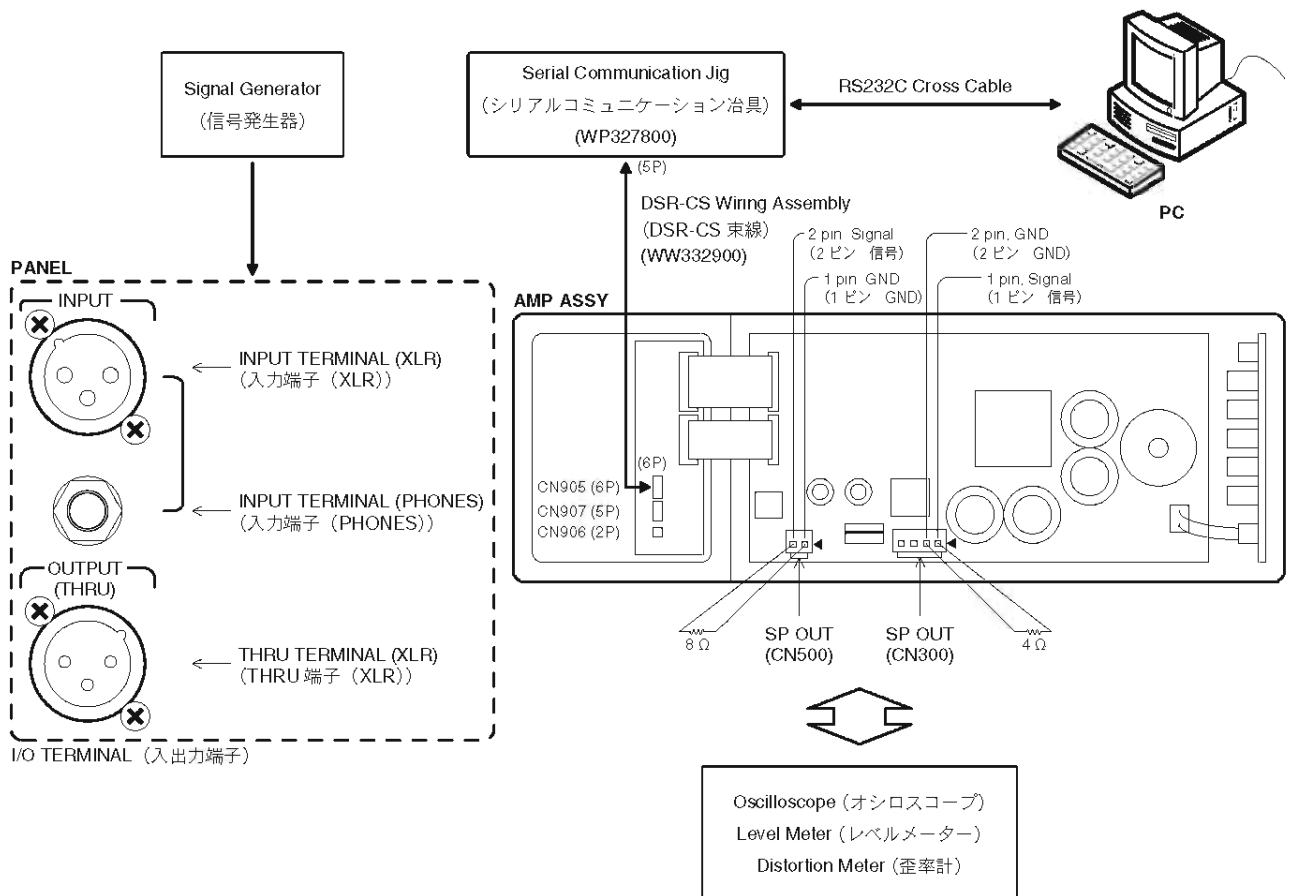 Signal Generator
(信号発生器)
Serial Communication Jig
(シリアルコミュニケーション冶具)
(WP327800)
RS232C Cross Cable
PC
(5P)
DSR-CS Wiring Assembly
(DSR-CS 束線)
(WW332900)
2 pin Signal
(2 ピン 信号)
1 pin GND
(1 ピン GND)
2 pin, GND
(2 ピン GND)
1 pin, Signal
(1 ピン 信号)
PANEL
INPUT
INPUT TERMINAL (XLR)
(入力端子 (XLR))
INPUT TERMINAL (PHONES)
(入力端子 (PHONES))
OUTPUT
(THRU)
THRU TERMINAL (XLR)
(THRU 端子 (XLR))
I/O TERMINAL (入出力端子)
AMP ASSY
(6P)
CN905 (6P)
CN907 (5P)
CN906 (2P)
8 Ω
SP OUT
(CN500)
SP OUT
(CN300)
4 Ω
Oscilloscope (オシロスコープ)
Level Meter (レベルメーター)
Distortion Meter (歪率計)